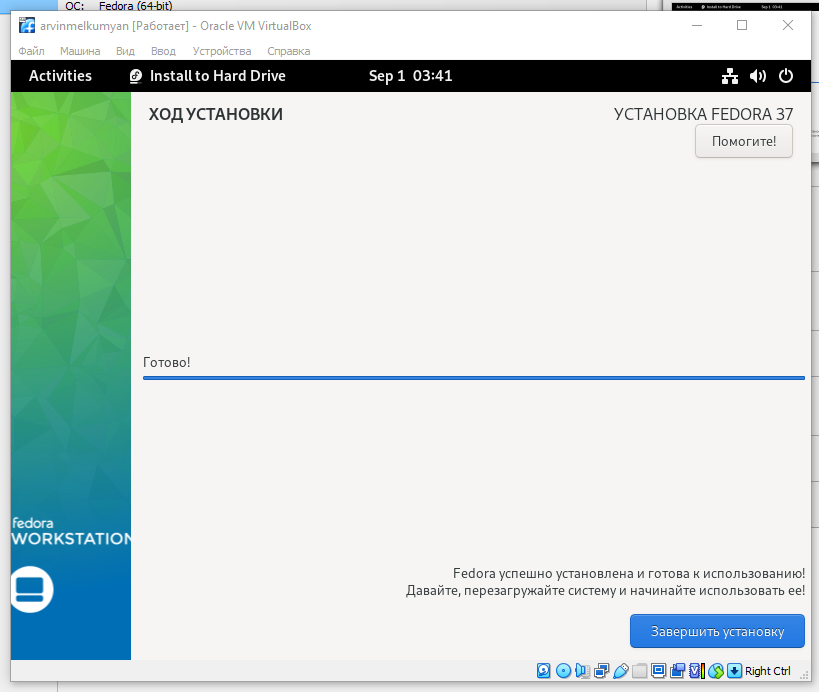 ОС: Fedora (64-bit)
arvinmelkumyan [Работает] - Oracle VM VirtualBox
Файл Машина Вид Ввод Устройства Справка
Activities Install to Hard Drive Sep 1 03:41
ХОД УСТАНОВКИ
УСТАНОВКА FEDORA 37
Помогите!
Готово!
fedora
WORKSTATION
Fedora успешно установлена и готова к использованию!
Давайте, перезагружайте систему и начинайте использовать ее!
Завершить установку
Right Ctrl